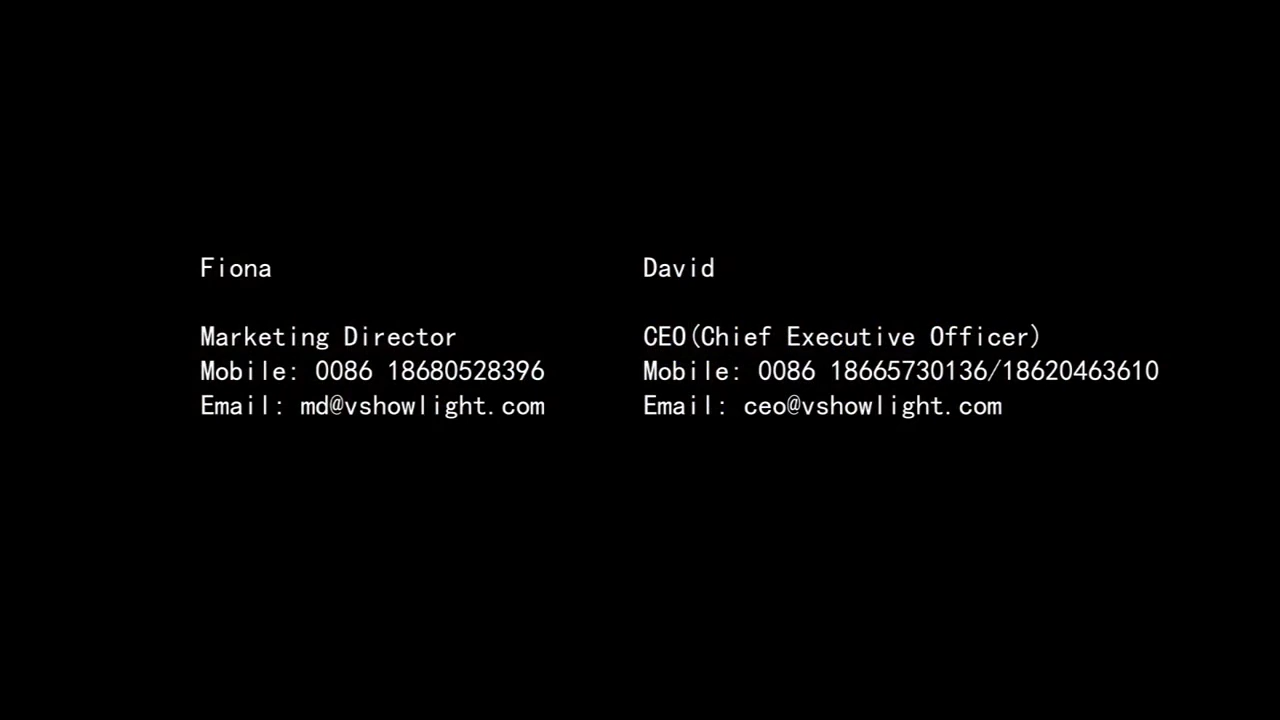 Fiona
Marketing Director
Mobile: 0086 18680528396
Email: md@vshowlight.com
David
CEO(Chief Executive Officer)
Mobile: 0086 18665730136/18620463610
Email: ceo@vshowlight.com